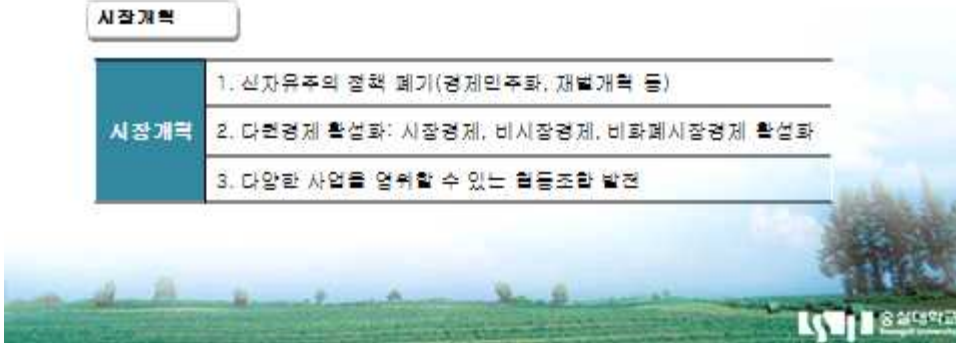 시장개혁
시장개혁
1. 신자유주의 정책 폐기(경제민주화, 재벌개혁 등)
2. 다원경제 활성화: 시장경제, 비시장경제, 비화폐시장경제 활성화
3. 다양한 사업을 영위할 수 있는 협동조합 발전
숭실대학교